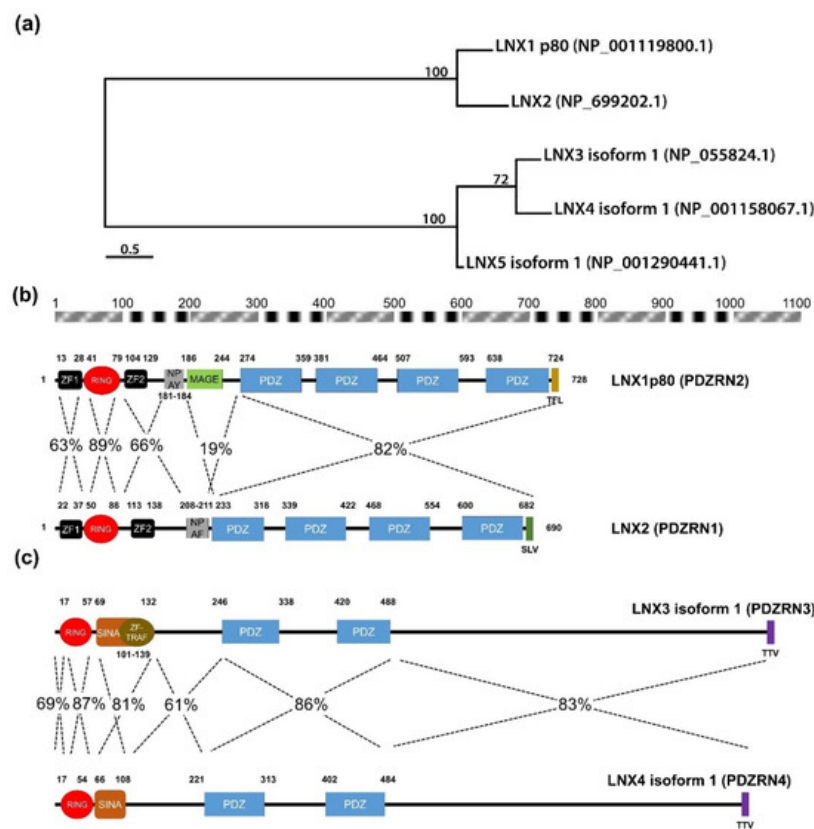 (a)
LNX1 p80 (NP_001119800.1)
100
LNX2 (NP_699202.1)
LNX3 isoform 1 (NP_055824.1)
72
LNX4 isoform 1 (NP_001158067.1)
100
0.5
LNX5 isoform 1 (NP_001290441.1)
(b)
1 100 200 300 400 500 600 700 800 900 1000 1100
13 28 41 79 104 129 186 244 274 359 381 464 507 593 638 724
1 ZF1 RING ZF2 NP AY MAGE PDZ PDZ PDZ PDZ 728 LNX1p80 (PDZRN2)
181-184 TFL
63% 89% 66% 19% 82%
22 37 50 88 113 138 208-211 233 318 339 422 468 554 600 682
1 ZF1 RING ZF2 NP AF PDZ PDZ PDZ PDZ 690 LNX2 (PDZRN1)
SLV
(c)
17 57 69 132 246 338 420 488 LNX3 isoform 1 (PDZRN3)
RING SINA ZF-TRAF PDZ PDZ
101-139 TTV
69% 87% 81% 61% 86% 83%
17 54 66 108 221 313 402 484 LNX4 isoform 1 (PDZRN4)
RING SINA PDZ PDZ
TTV